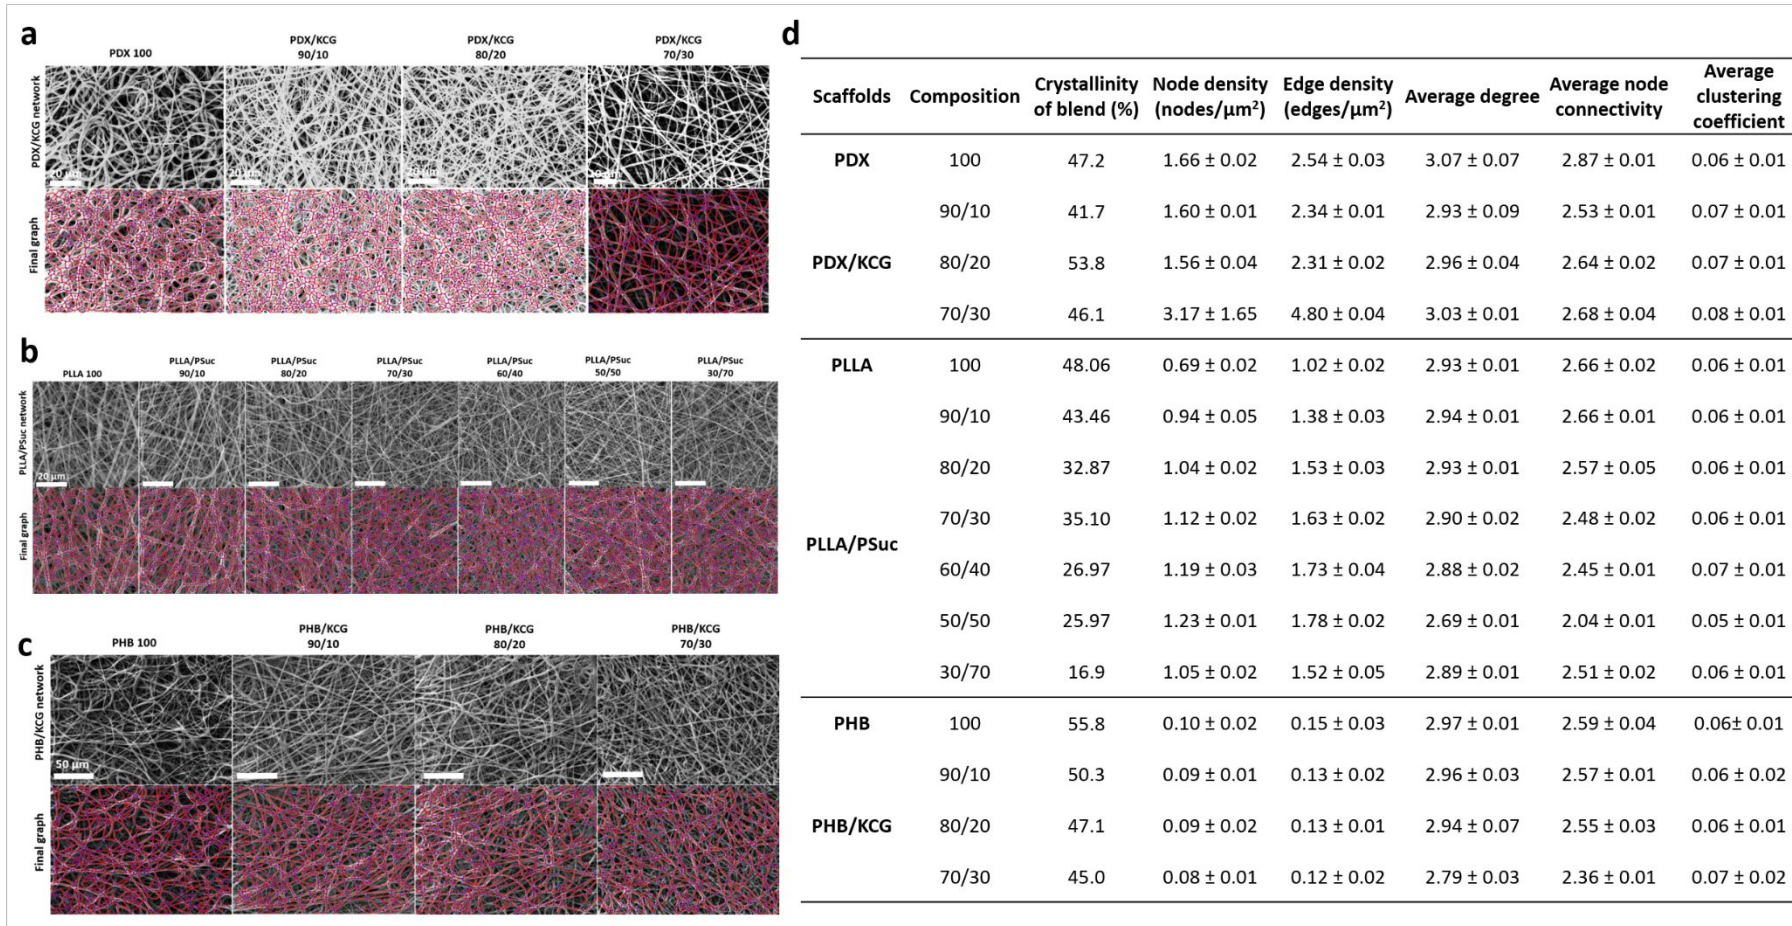 a
PDX 100
PDX/KCG
90/10
PDX/KCG
80/20
PDX/KCG
70/30
PDX/KCG network
20 µm
20 µm
20 µm
Final graph
b
PLLA 100
PLLA/PSuc
90/10
PLLA/PSuc
80/20
PLLA/PSuc
70/30
PLLA/PSuc
60/40
PLLA/PSuc
50/50
PLLA/PSuc
30/70
PLLA/PSuc network
20 µm
Final graph
c
PHB 100
PHB/KCG
90/10
PHB/KCG
80/20
PHB/KCG
70/30
PHB/KCG network
50 µm
Final graph
d
Scaffolds Composition Crystallinity of blend (%) Node density (nodes/µm²) Edge density (edges/µm²) Average degree Average node connectivity Average clustering coefficient
PDX 100 47.2 1.66 ± 0.02 2.54 ± 0.03 3.07 ± 0.07 2.87 ± 0.01 0.06 ± 0.01
90/10 41.7 1.60 ± 0.01 2.34 ± 0.01 2.93 ± 0.09 2.53 ± 0.01 0.07 ± 0.01
PDX/KCG 80/20 53.8 1.56 ± 0.04 2.31 ± 0.02 2.96 ± 0.04 2.64 ± 0.02 0.07 ± 0.01
70/30 46.1 3.17 ± 1.65 4.80 ± 0.04 3.03 ± 0.01 2.68 ± 0.04 0.08 ± 0.01
PLLA 100 48.06 0.69 ± 0.02 1.02 ± 0.02 2.93 ± 0.01 2.66 ± 0.02 0.06 ± 0.01
90/10 43.46 0.94 ± 0.05 1.38 ± 0.03 2.94 ± 0.01 2.66 ± 0.01 0.06 ± 0.01
80/20 32.87 1.04 ± 0.02 1.53 ± 0.03 2.93 ± 0.01 2.57 ± 0.05 0.06 ± 0.01
70/30 35.10 1.12 ± 0.02 1.63 ± 0.02 2.90 ± 0.02 2.48 ± 0.02 0.06 ± 0.01
PLLA/PSuc
60/40 26.97 1.19 ± 0.03 1.73 ± 0.04 2.88 ± 0.02 2.45 ± 0.01 0.07 ± 0.01
50/50 25.97 1.23 ± 0.01 1.78 ± 0.02 2.69 ± 0.01 2.04 ± 0.01 0.05 ± 0.01
30/70 16.9 1.05 ± 0.02 1.52 ± 0.05 2.89 ± 0.01 2.51 ± 0.02 0.06 ± 0.01
PHB 100 55.8 0.10 ± 0.02 0.15 ± 0.03 2.97 ± 0.01 2.59 ± 0.04 0.06± 0.01
90/10 50.3 0.09 ± 0.01 0.13 ± 0.02 2.96 ± 0.03 2.57 ± 0.01 0.06 ± 0.02
PHB/KCG 80/20 47.1 0.09 ± 0.02 0.13 ± 0.01 2.94 ± 0.07 2.55 ± 0.03 0.06 ± 0.01
70/30 45.0 0.08 ± 0.01 0.12 ± 0.02 2.79 ± 0.03 2.36 ± 0.01 0.07 ± 0.02